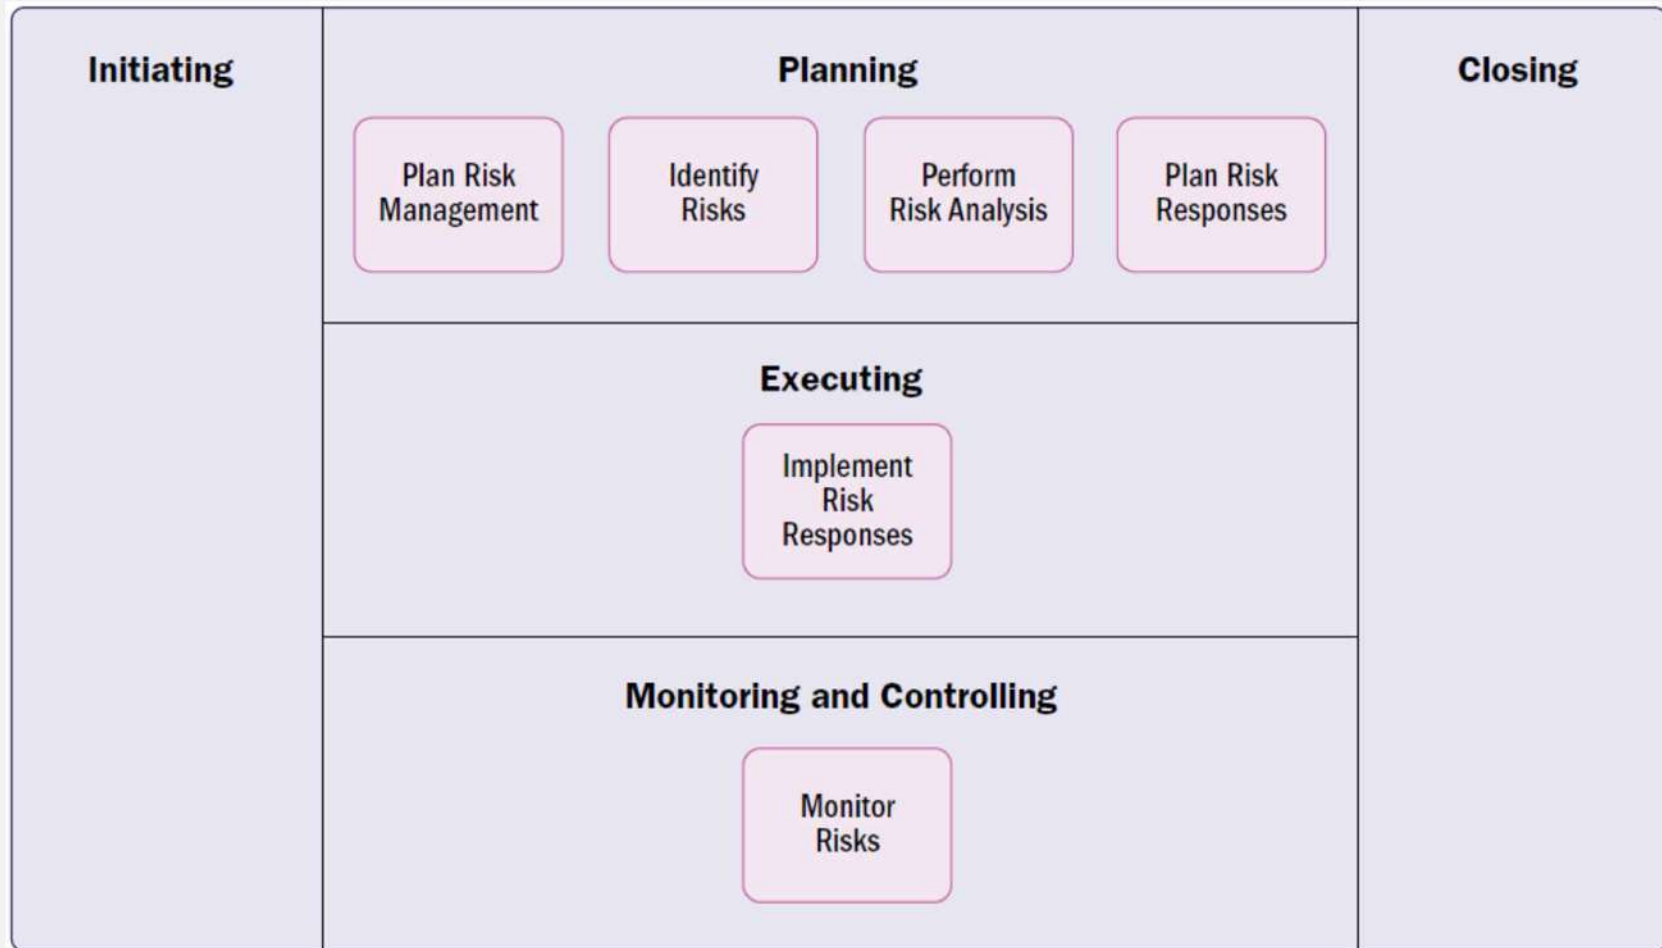 Initiating
Planning
Closing
Plan Risk
Management
Identify
Risks
Perform
Risk Analysis
Plan Risk
Responses
Executing
Implement
Risk
Responses
Monitoring and Controlling
Monitor
Risks